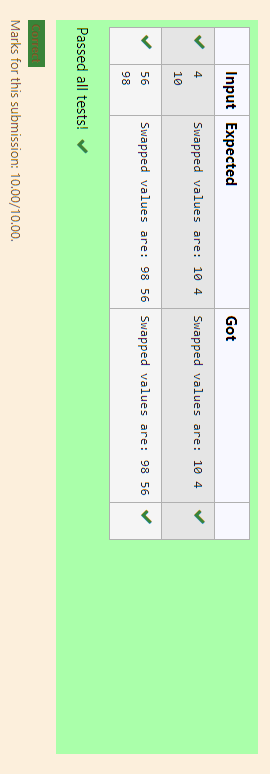 Input Expected Got
4 Swapped values are: 10 4 Swapped values are: 10 4
10
56 Swapped values are: 98 56 Swapped values are: 98 56
98
Passed all tests!
Correct
Marks for this submission: 10.00/10.00.